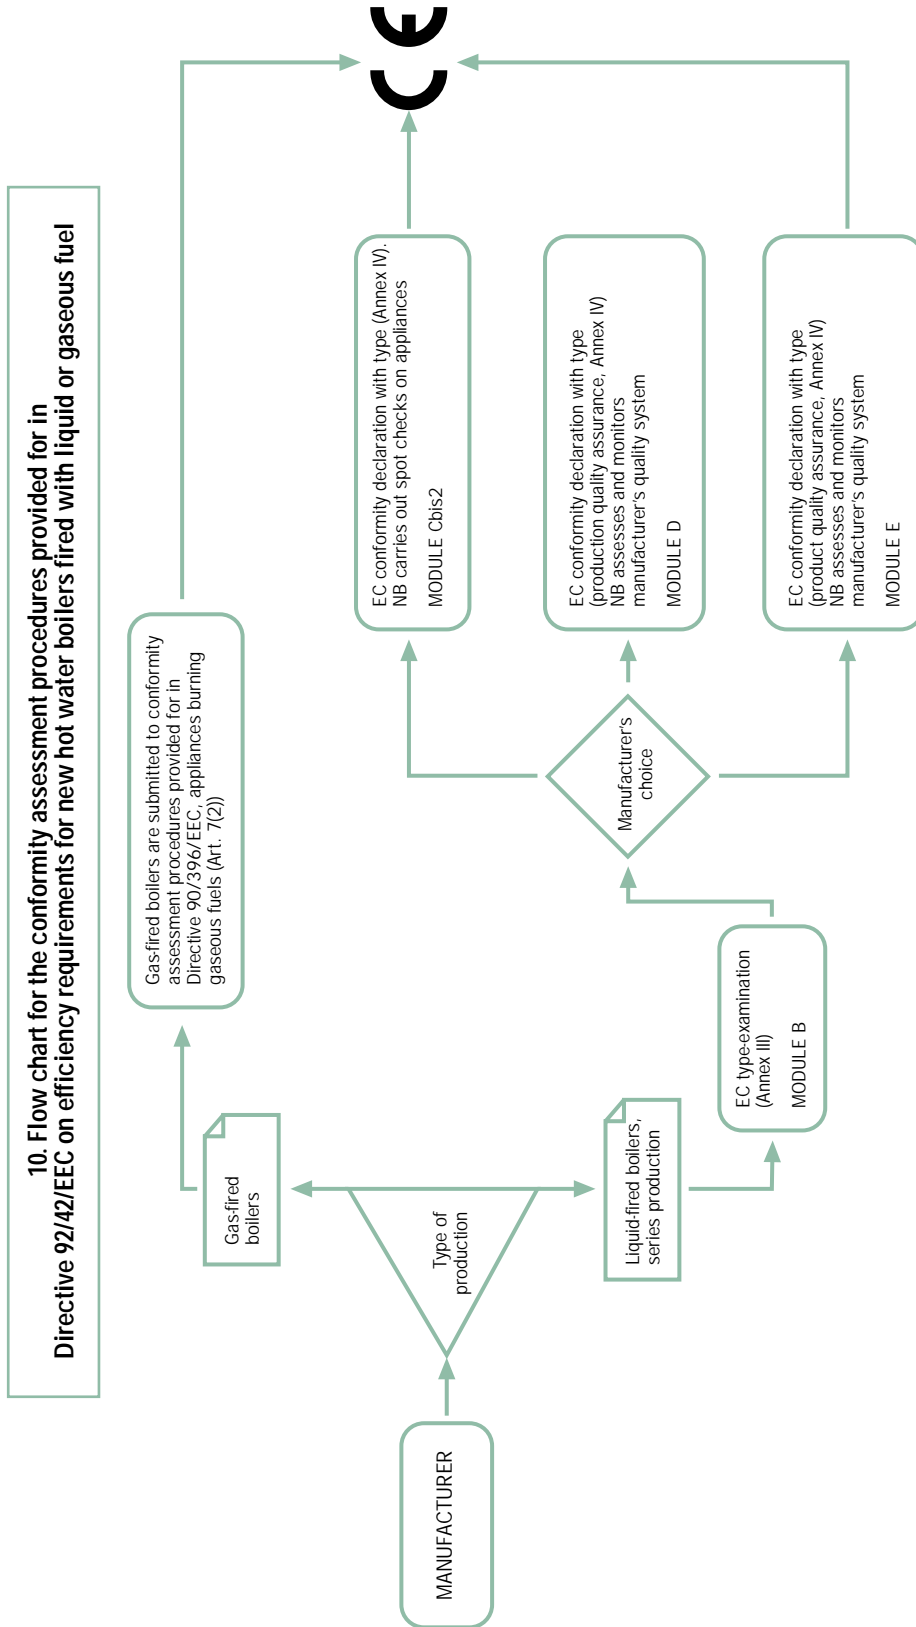 10. Flow chart for the conformity assessment procedures provided for in
Directive 92/42/EEC on efficiency requirements for new hot water boilers fired with liquid or gaseous fuel
MANUFACTURER
Type of
production
Gas-fired
boilers
Gas-fired boilers are submitted to conformity
assessment procedures provided for in
Directive 90/396/EEC, appliances burning
gaseous fuels (Art. 7(2))
Liquid-fired boilers,
series production
EC type-examination
(Annex III)
MODULE B
Manufacturer's
choice
EC conformity declaration with type (Annex IV).
NB carries out spot checks on appliances
MODULE Cbis2
EC conformity declaration with type
(production quality assurance, Annex IV)
NB assesses and monitors
manufacturer's quality system
MODULE D
EC conformity declaration with type
(product quality assurance, Annex IV)
NB assesses and monitors
manufacturer's quality system
MODULE E
CE